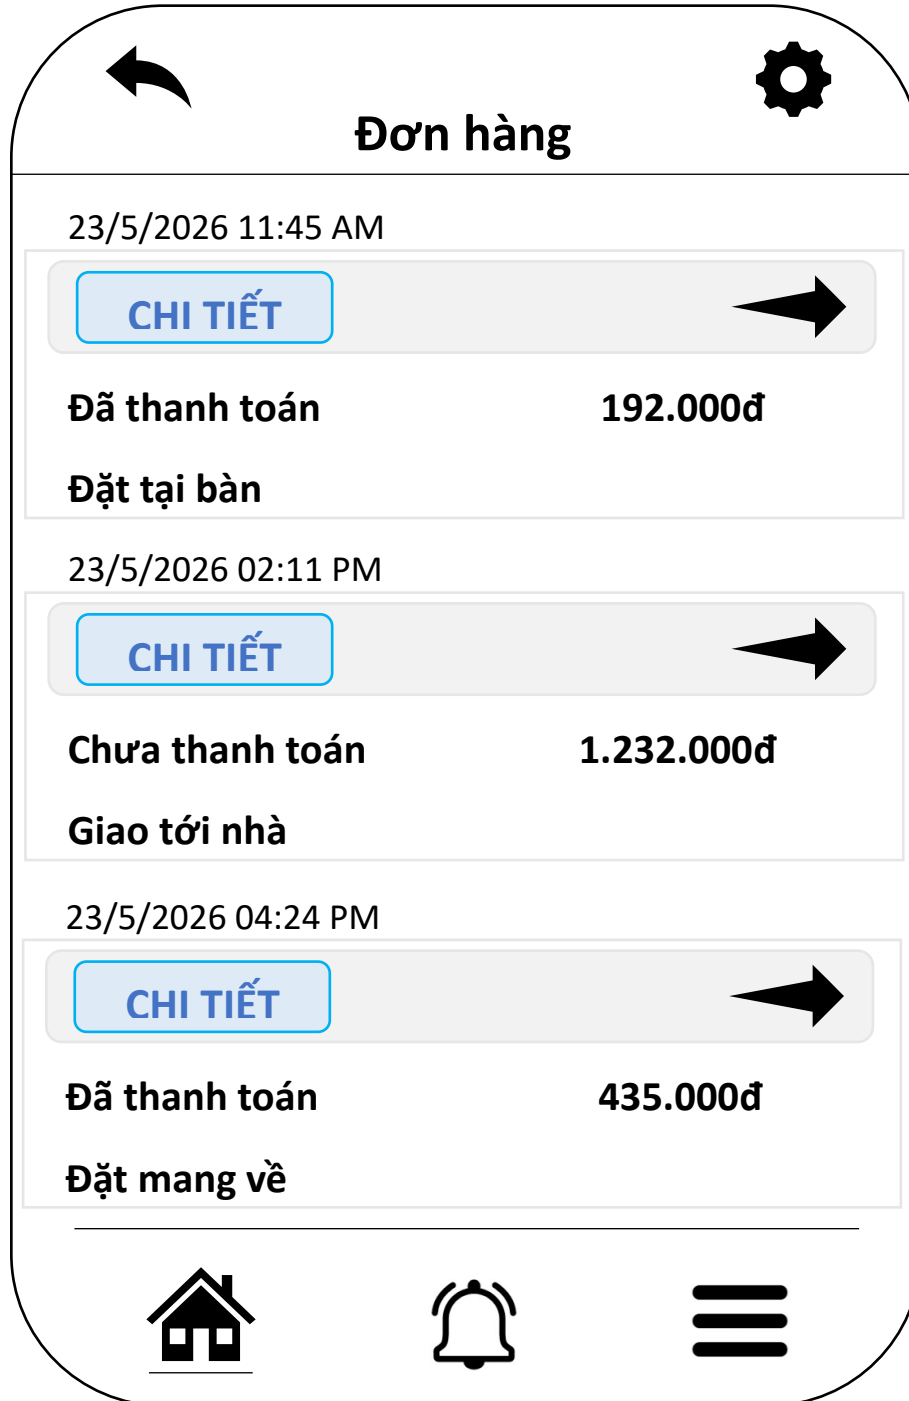 Đơn hàng
23/5/2026 11:45 AM
CHI TIẾT
Đã thanh toán 192.000đ
Đặt tại bàn
23/5/2026 02:11 PM
CHI TIẾT
Chưa thanh toán 1.232.000đ
Giao tới nhà
23/5/2026 04:24 PM
CHI TIẾT
Đã thanh toán 435.000đ
Đặt mang về